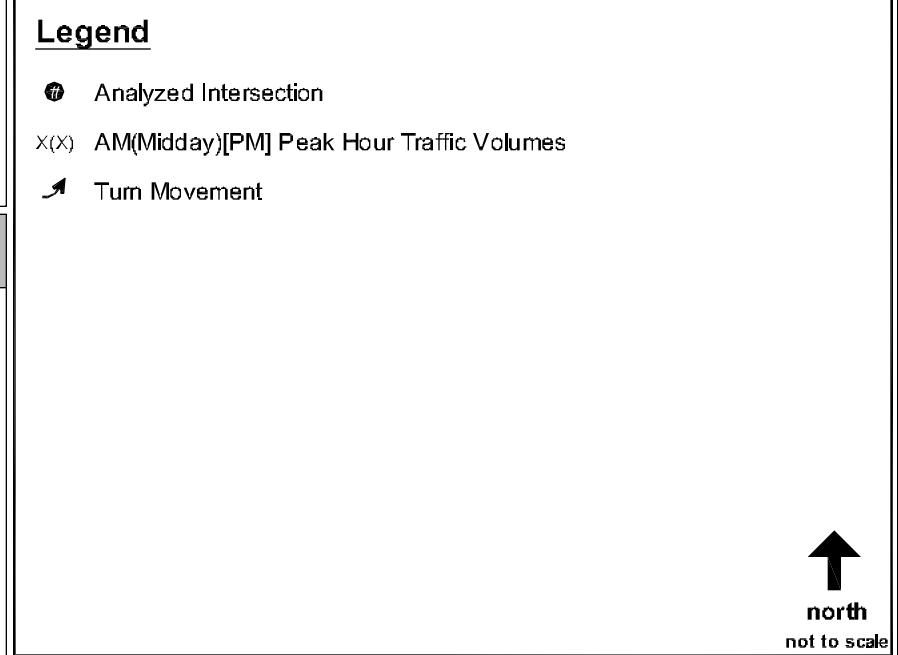 Legend
# Analyzed Intersection
X(X) AM(Midday)[PM] Peak Hour Traffic Volumes
Turn Movement
north
not to scale